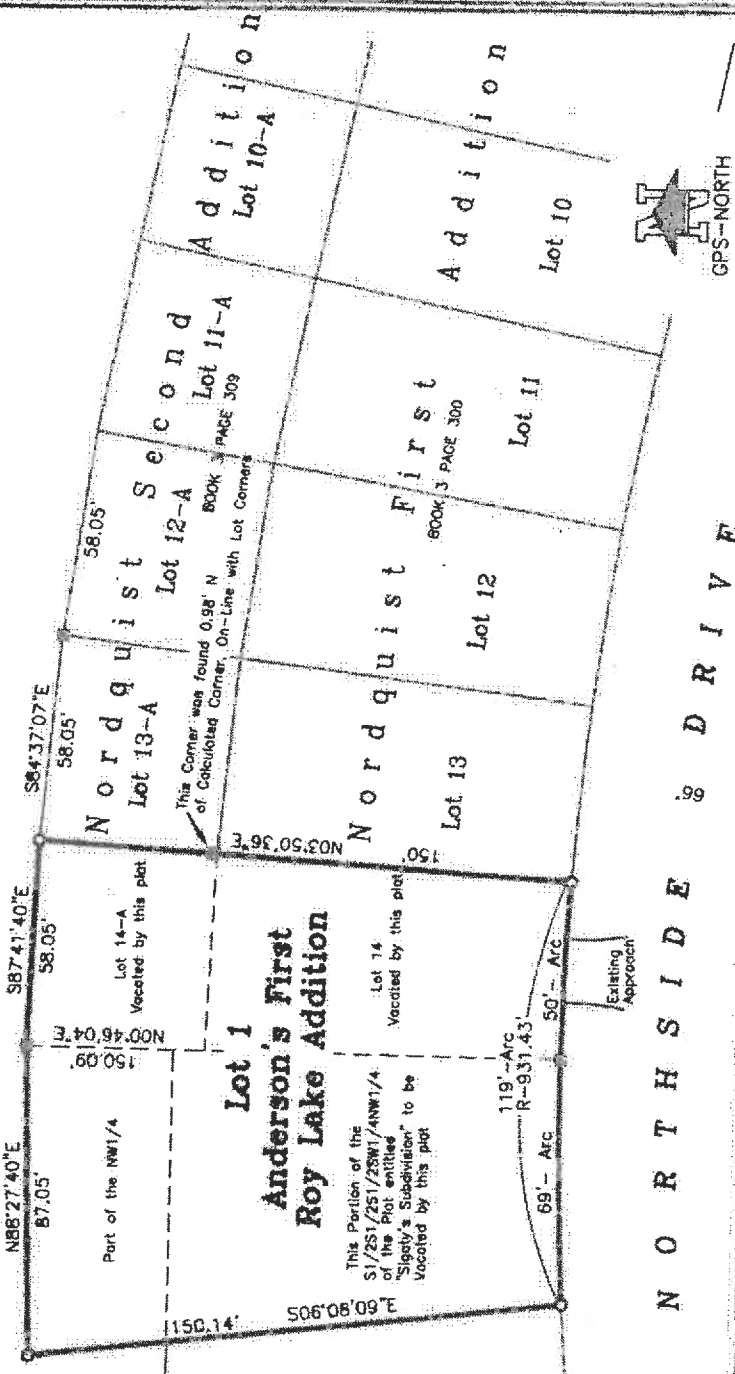 N88°27'40"E
87.05'
S87°41'40"E
58.05'
S84°37'07"E
58.05'
58.05'
Nordquist Second Addition
BOOK 3 PAGE 309
Lot 13-A
Lot 12-A
Lot 11-A
Lot 10-A
This Corner was found 0.98' N
of Calculated Corner, On-Line with Lot Corners
Part of the NW1/4
N00°46'04"E
150.09'
Lot 14-A
Vacated by this plat
Lot 1
Anderson's First
Roy Lake Addition
N03°50'36"E
150'
Lot 14
Vacated by this plat
This Portion of the
S1/2S1/2S1/2SW1/4NW1/4
of the Plat entitled
"Sigaty's Subdivision" to be
Vacated by this plat
150.14'
S06°08'09"E
119'-Arc
R-931.43'
69'- Arc
50'- Arc
Existing
Approach
Nordquist First Addition
BOOK 3 PAGE 300
Lot 13
Lot 12
Lot 11
Lot 10
NORTHSIDE 66' DRIVE
GPS-NORTH